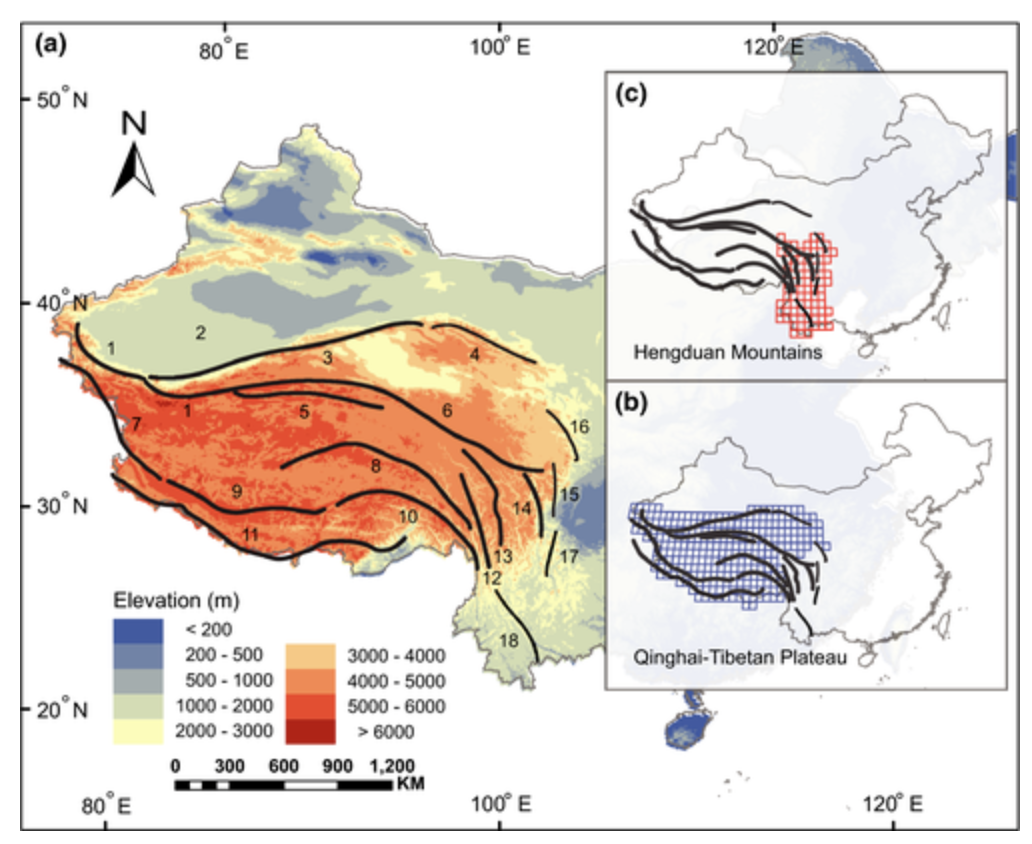 (a)
80° E
100° E
120° E
50° N
N
40° N
30° N
20° N
1
2
3
4
1
5
6
7
8
9
10
11
12
13
14
15
16
17
18
Elevation (m)
< 200
200 - 500
500 - 1000
1000 - 2000
2000 - 3000
3000 - 4000
4000 - 5000
5000 - 6000
> 6000
0 300 600 900 1,200
KM
80° E
100° E
120° E
(c)
Hengduan Mountains
(b)
Qinghai-Tibetan Plateau